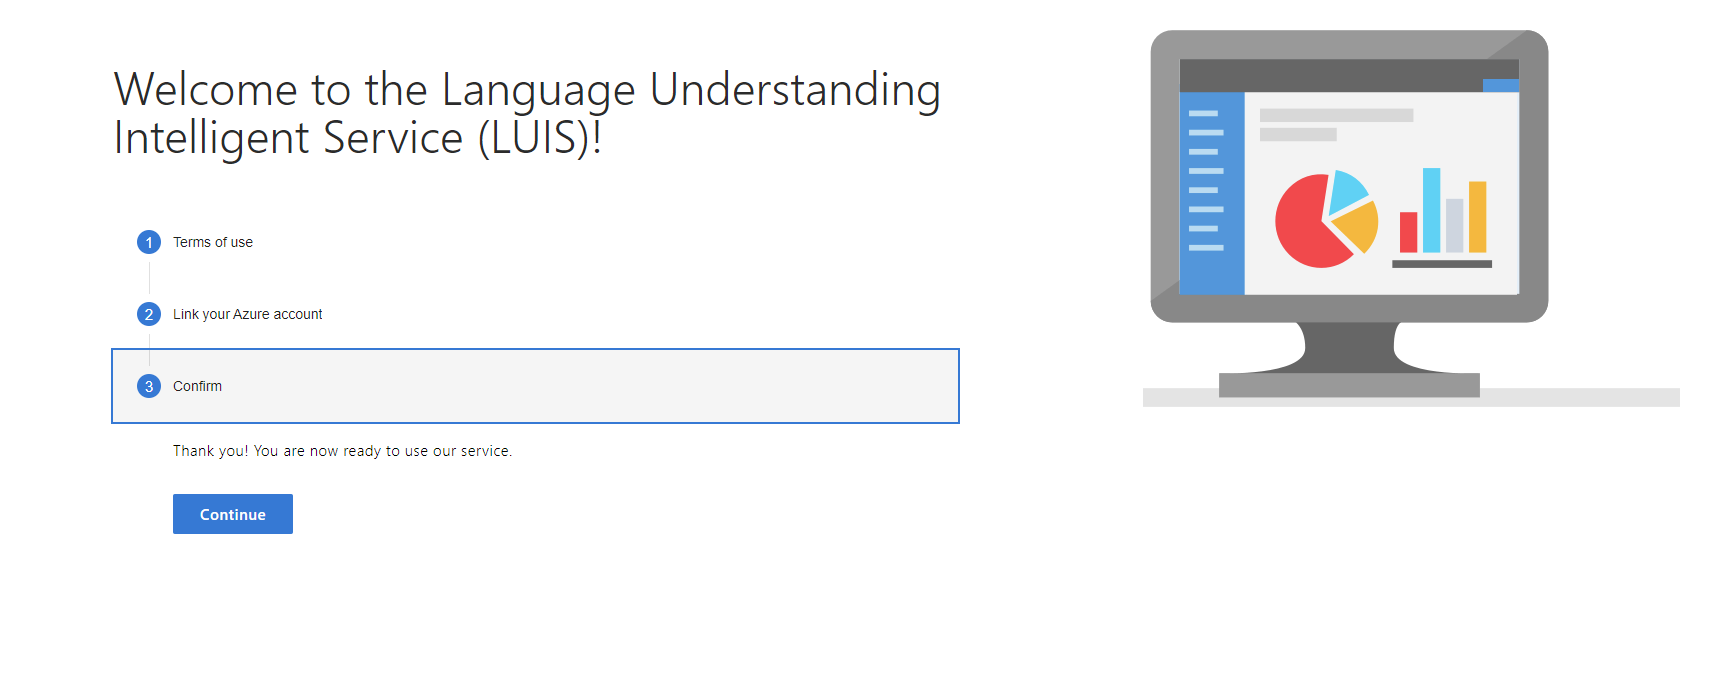 Welcome to the Language Understanding
Intelligent Service (LUIS)!
1 Terms of use
2 Link your Azure account
3 Confirm
Thank you! You are now ready to use our service.
Continue